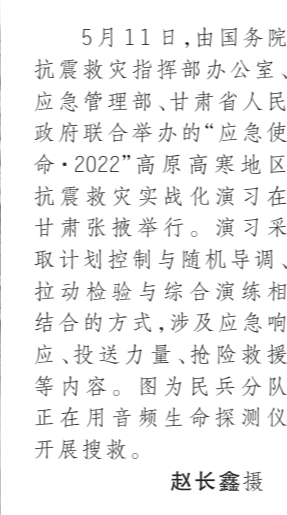 5月11日，由国务院
抗震救灾指挥部办公室、
应急管理部、甘肃省人民
政府联合举办的“应急使
命·2022”高原高寒地区
抗震救灾实战化演习在
甘肃张掖举行。演习采
取计划控制与随机导调、
拉动检验与综合演练相
结合的方式，涉及应急响
应、投送力量、抢险救援
等内容。图为民兵分队
正在用音频生命探测仪
开展搜救。
赵长鑫摄